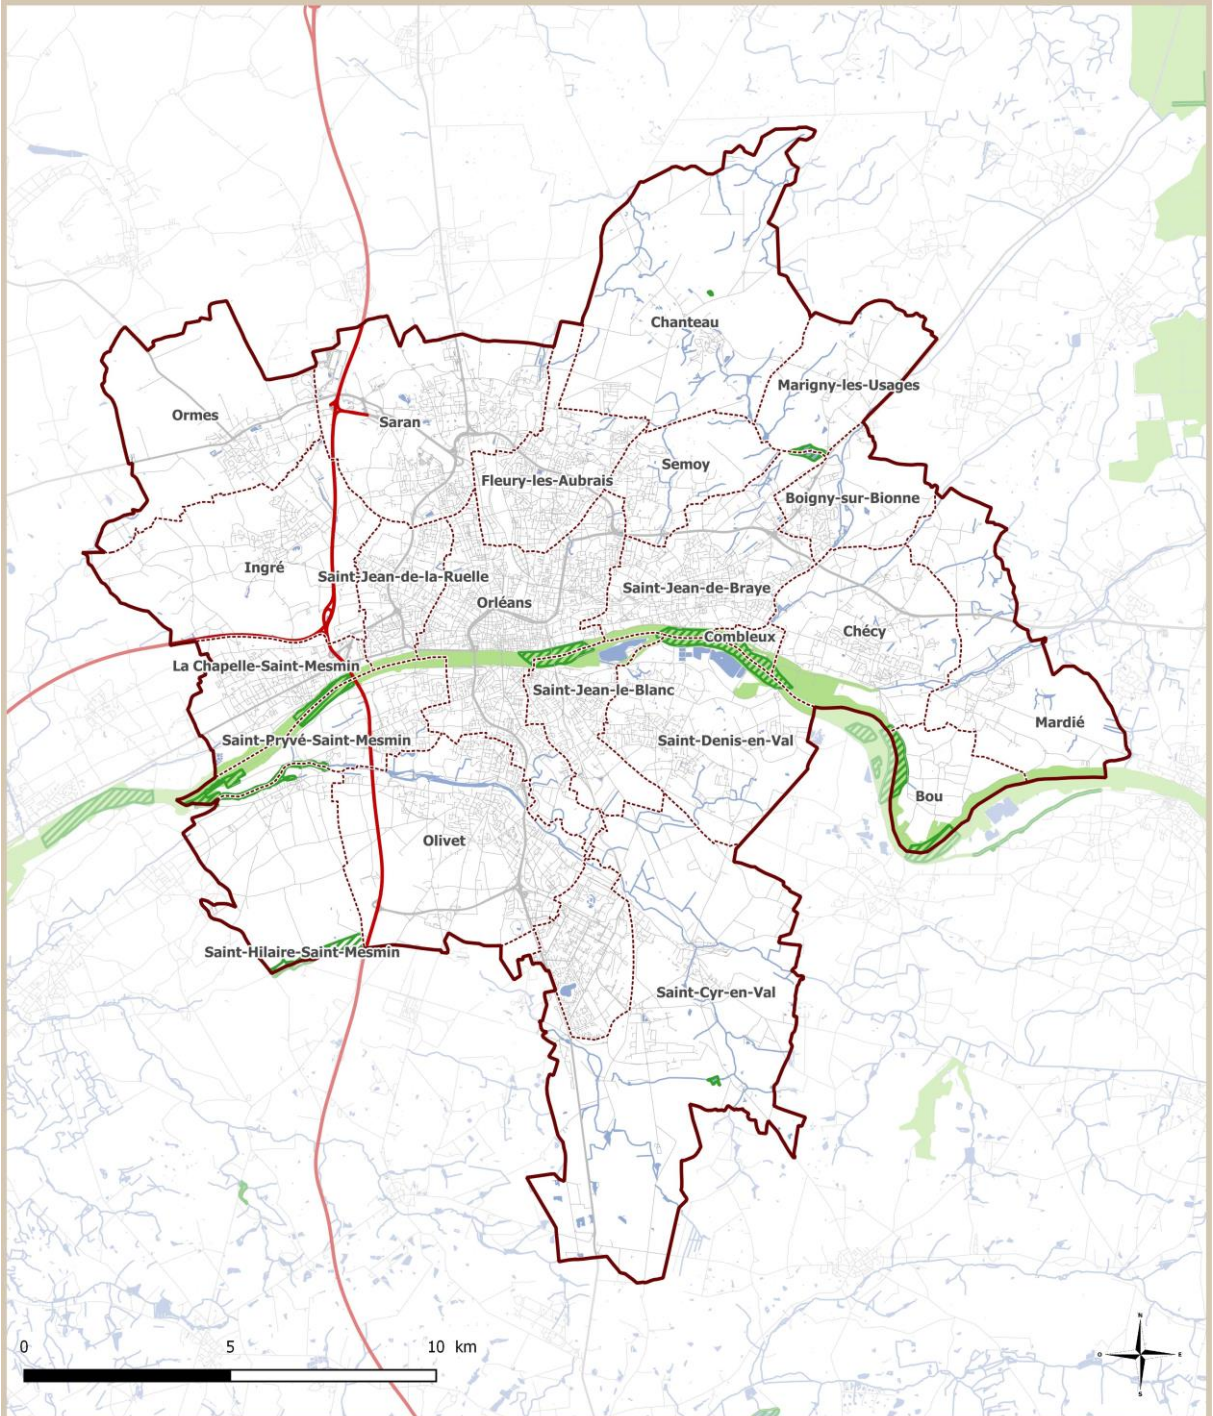 Chanteau
Marigny-les-Usages
Ormes
Saran
Semoy
Fleury-les-Aubrais
Boigny-sur-Bionne
Ingré
Saint-Jean-de-la-Ruelle
Saint-Jean-de-Braye
Orléans
Chécy
Combleux
La Chapelle-Saint-Mesmin
Saint-Jean-le-Blanc
Mardié
Saint-Pryvé-Saint-Mesmin
Saint-Denis-en-Val
Bou
Olivet
Saint-Hilaire-Saint-Mesmin
Saint-Cyr-en-Val
0 5 10 km
N
O E
S